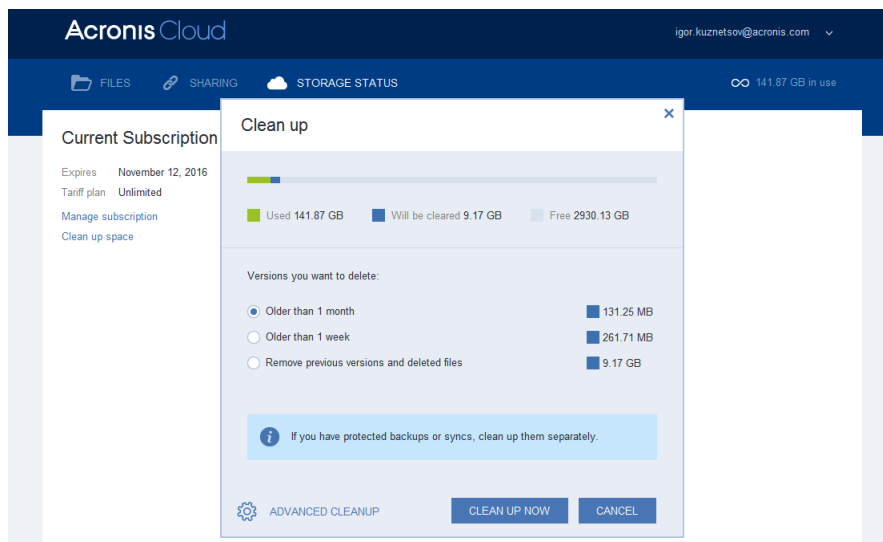 Acronis Cloud
igor.kuznetsov@acronis.com
FILES
SHARING
STORAGE STATUS
141.87 GB in use
Current Subscription
Expires November 12, 2016
Tariff plan Unlimited
Manage subscription
Clean up space
Clean up
Used 141.87 GB
Will be cleared 9.17 GB
Free 2930.13 GB
Versions you want to delete:
Older than 1 month 131.25 MB
Older than 1 week 261.71 MB
Remove previous versions and deleted files 9.17 GB
If you have protected backups or syncs, clean up them separately.
ADVANCED CLEANUP
CLEAN UP NOW
CANCEL